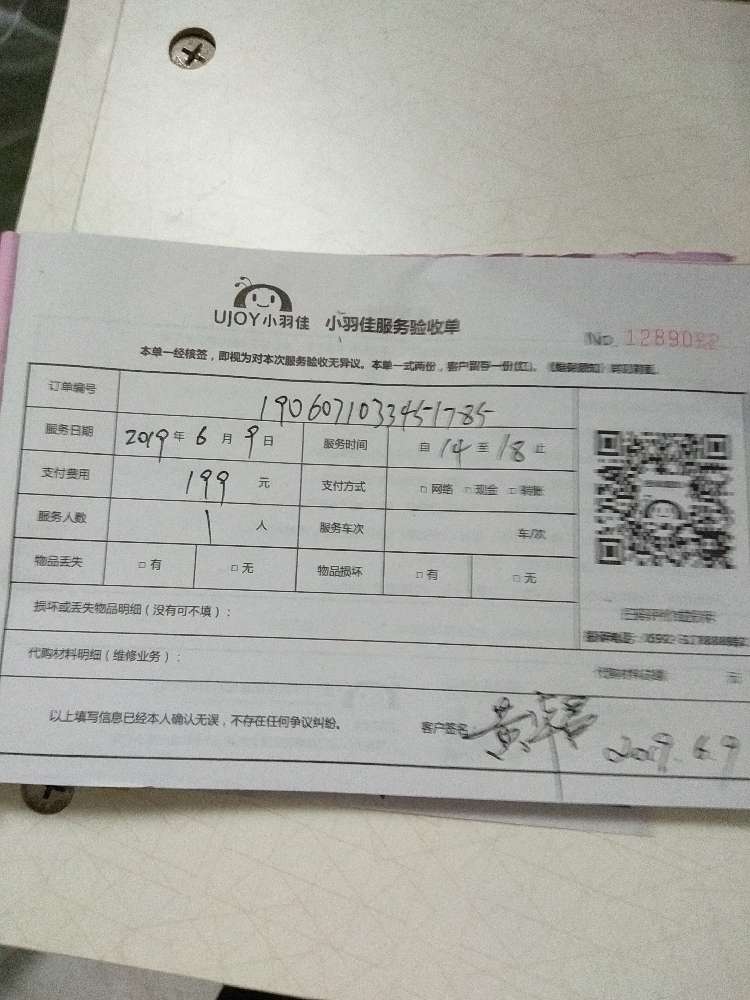 UJOY小羽佳 小羽佳服务验收单
No. 1289022
本单一经核签，即视为对本次服务验收无异议。本单一式两份，客户留存一份(红)。
订单编号 190607103345-1785
服务日期 2019 年 6 月 9 日 服务时间 自 14 至 18 止
支付费用 199 元 支付方式 □ 网络 □ 现金 □ 转账
服务人数 1 人 服务车次 车/次
物品丢失 □ 有 □ 无 物品损坏 □ 有 □ 无
损坏或丢失物品明细（没有可不填）：
代购材料明细（维修业务）： 元
以上填写信息已经本人确认无误，不存在任何争议纠纷。 客户签名 黄 2019.6.9